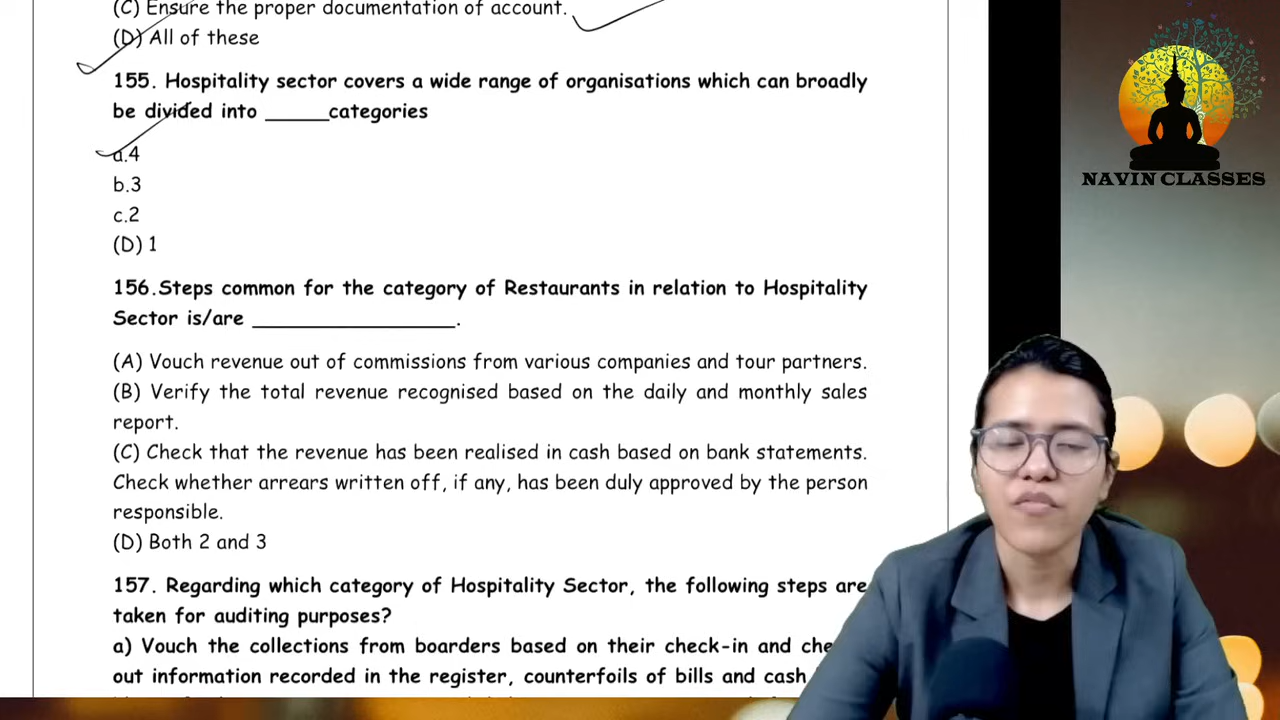 (C) Ensure the proper documentation of account.
(D) All of these
155. Hospitality sector covers a wide range of organisations which can broadly
be divided into ______categories
a.4
b.3
c.2
(D) 1
156.Steps common for the category of Restaurants in relation to Hospitality
Sector is/are ___________________.
(A) Vouch revenue out of commissions from various companies and tour partners.
(B) Verify the total revenue recognised based on the daily and monthly sales
report.
(C) Check that the revenue has been realised in cash based on bank statements.
Check whether arrears written off, if any, has been duly approved by the person
responsible.
(D) Both 2 and 3
157. Regarding which category of Hospitality Sector, the following steps are
taken for auditing purposes?
a) Vouch the collections from boarders based on their check-in and
out information recorded in the register, counterfoils of bills and cash
NAVIN CLASSES